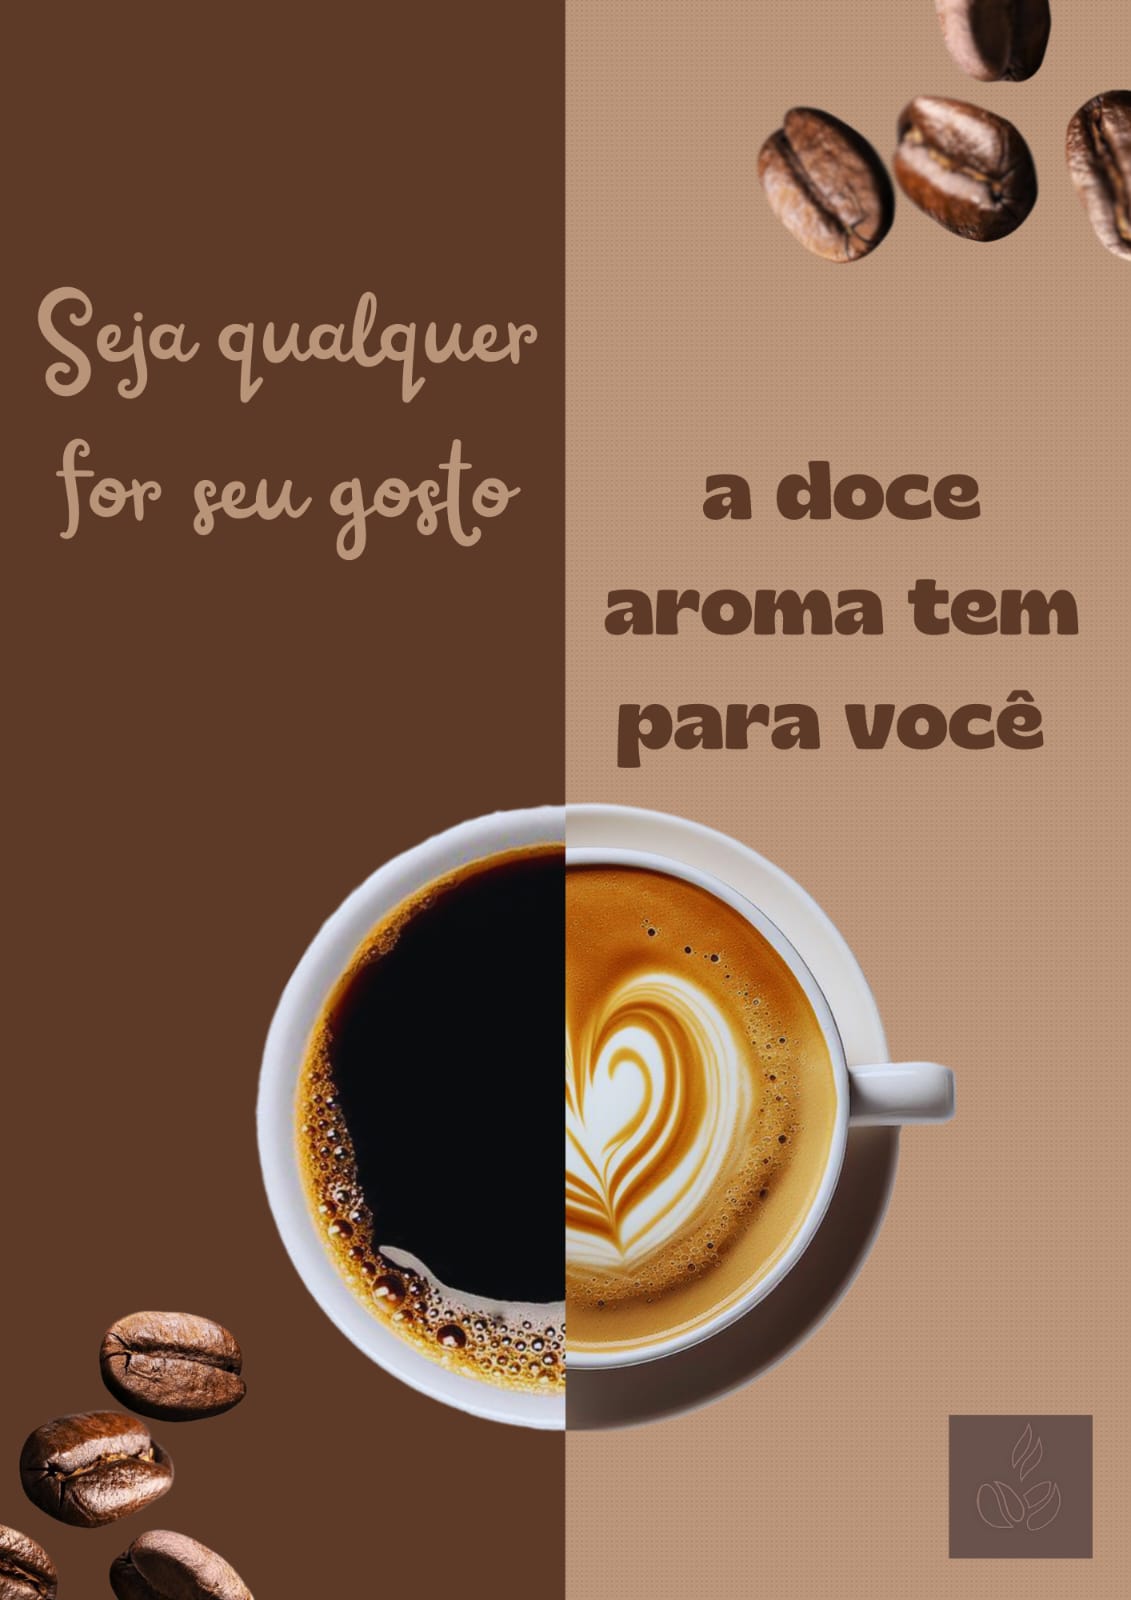 Seja qualquer
for seu gosto
a doce
aroma tem
para você